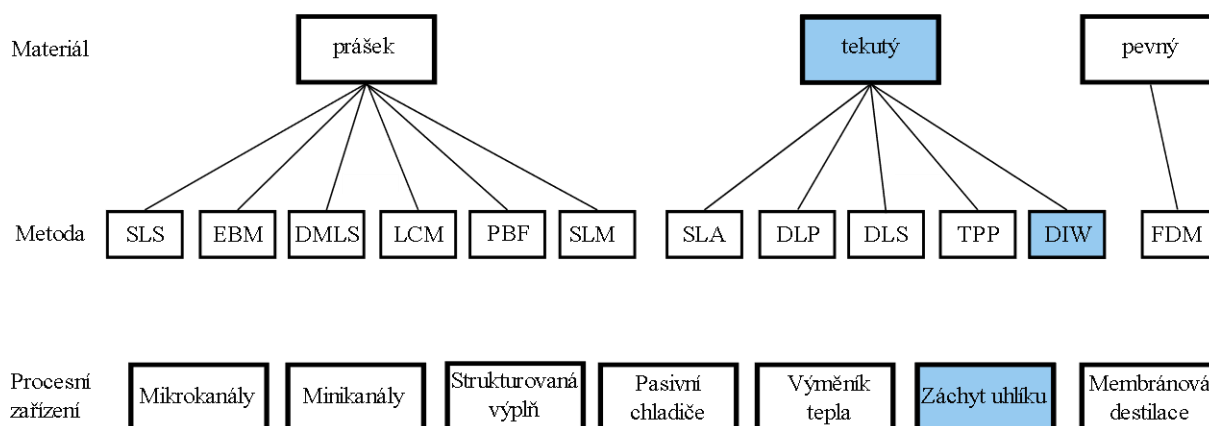 Materiál
prášek
tekutý
pevný
Metoda
SLS
EBM
DMLS
LCM
PBF
SLM
SLA
DLP
DLS
TPP
DIW
FDM
Procesní
zařízení
Mikrokanály
Minikanály
Strukturovaná
výplň
Pasivní
chladiče
Výměník
tepla
Záchyt uhlíku
Membránová
destilace